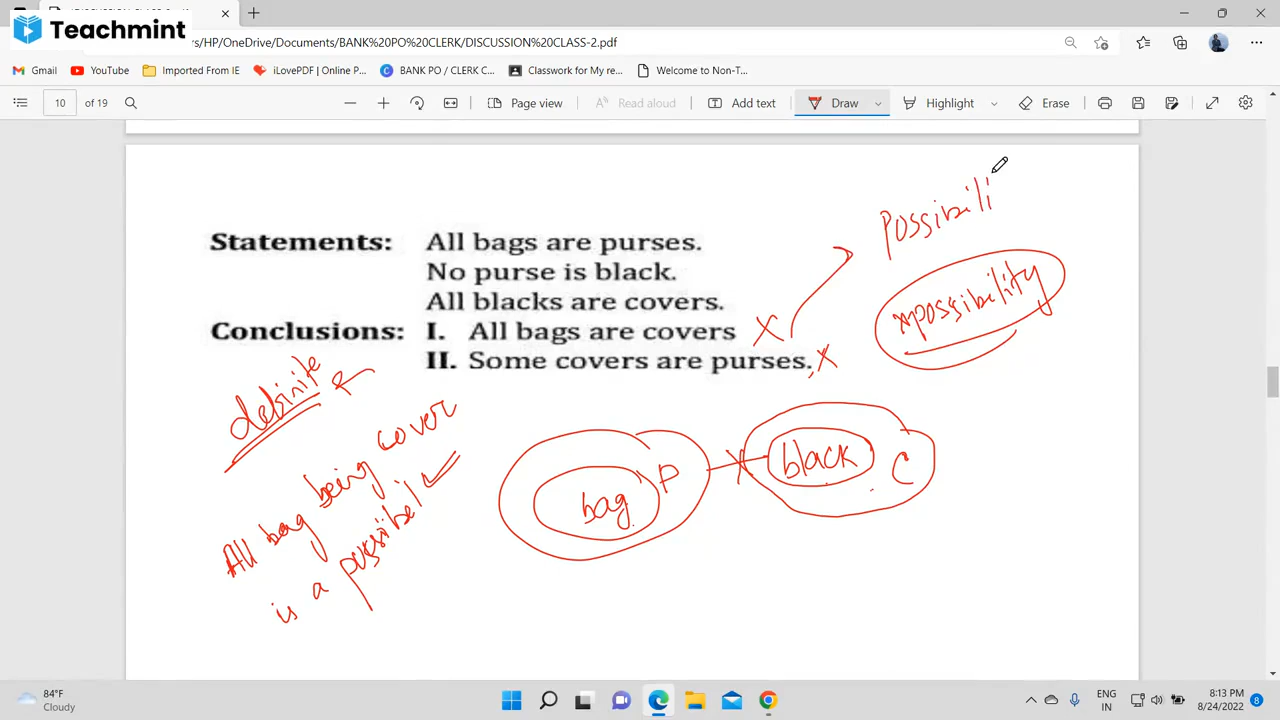 Teachmint
s/HP/OneDrive/Documents/BANK%20PO%20CLERK/DISCUSSION%20CLASS-2.pdf
Gmail YouTube Imported From IE iLovePDF | Online P... BANK PO / CLERK C... Classwork for My re... Welcome to Non-T...
10 of 19 Page view Read aloud Add text Draw Highlight Erase
Possibili
Statements: All bags are purses.
No purse is black.
All blacks are covers.
Conclusions: I. All bags are covers X
II. Some covers are purses. X
mpossibility
definite
All bag being cover
is a possibel
bag P X black C
84°F
Cloudy
ENG
IN
8:13 PM
8/24/2022
8